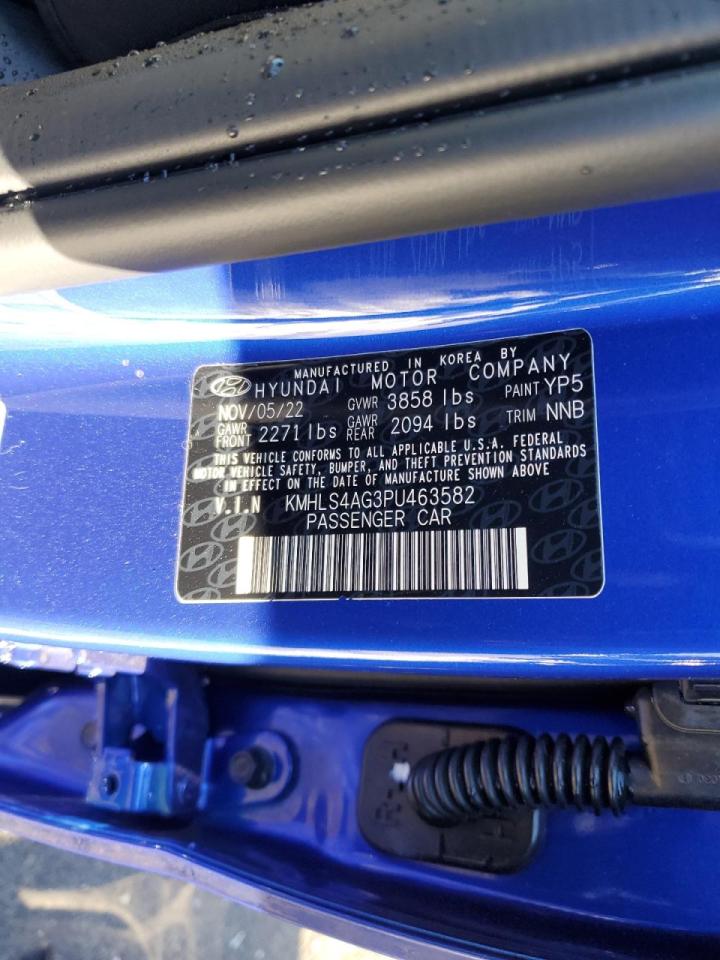 MANUFACTURED IN KOREA BY
HYUNDAI MOTOR COMPANY
NOV/05/22 GVWR 3858 lbs PAINT YP5
GAWR FRONT 2271 lbs GAWR REAR 2094 lbs TRIM NNB
THIS VEHICLE CONFORMS TO ALL APPLICABLE U.S.A. FEDERAL
MOTOR VEHICLE SAFETY, BUMPER, AND THEFT PREVENTION STANDARDS
IN EFFECT ON THE DATE OF MANUFACTURE SHOWN ABOVE
V.I.N KMHLS4AG3PU463582
PASSENGER CAR